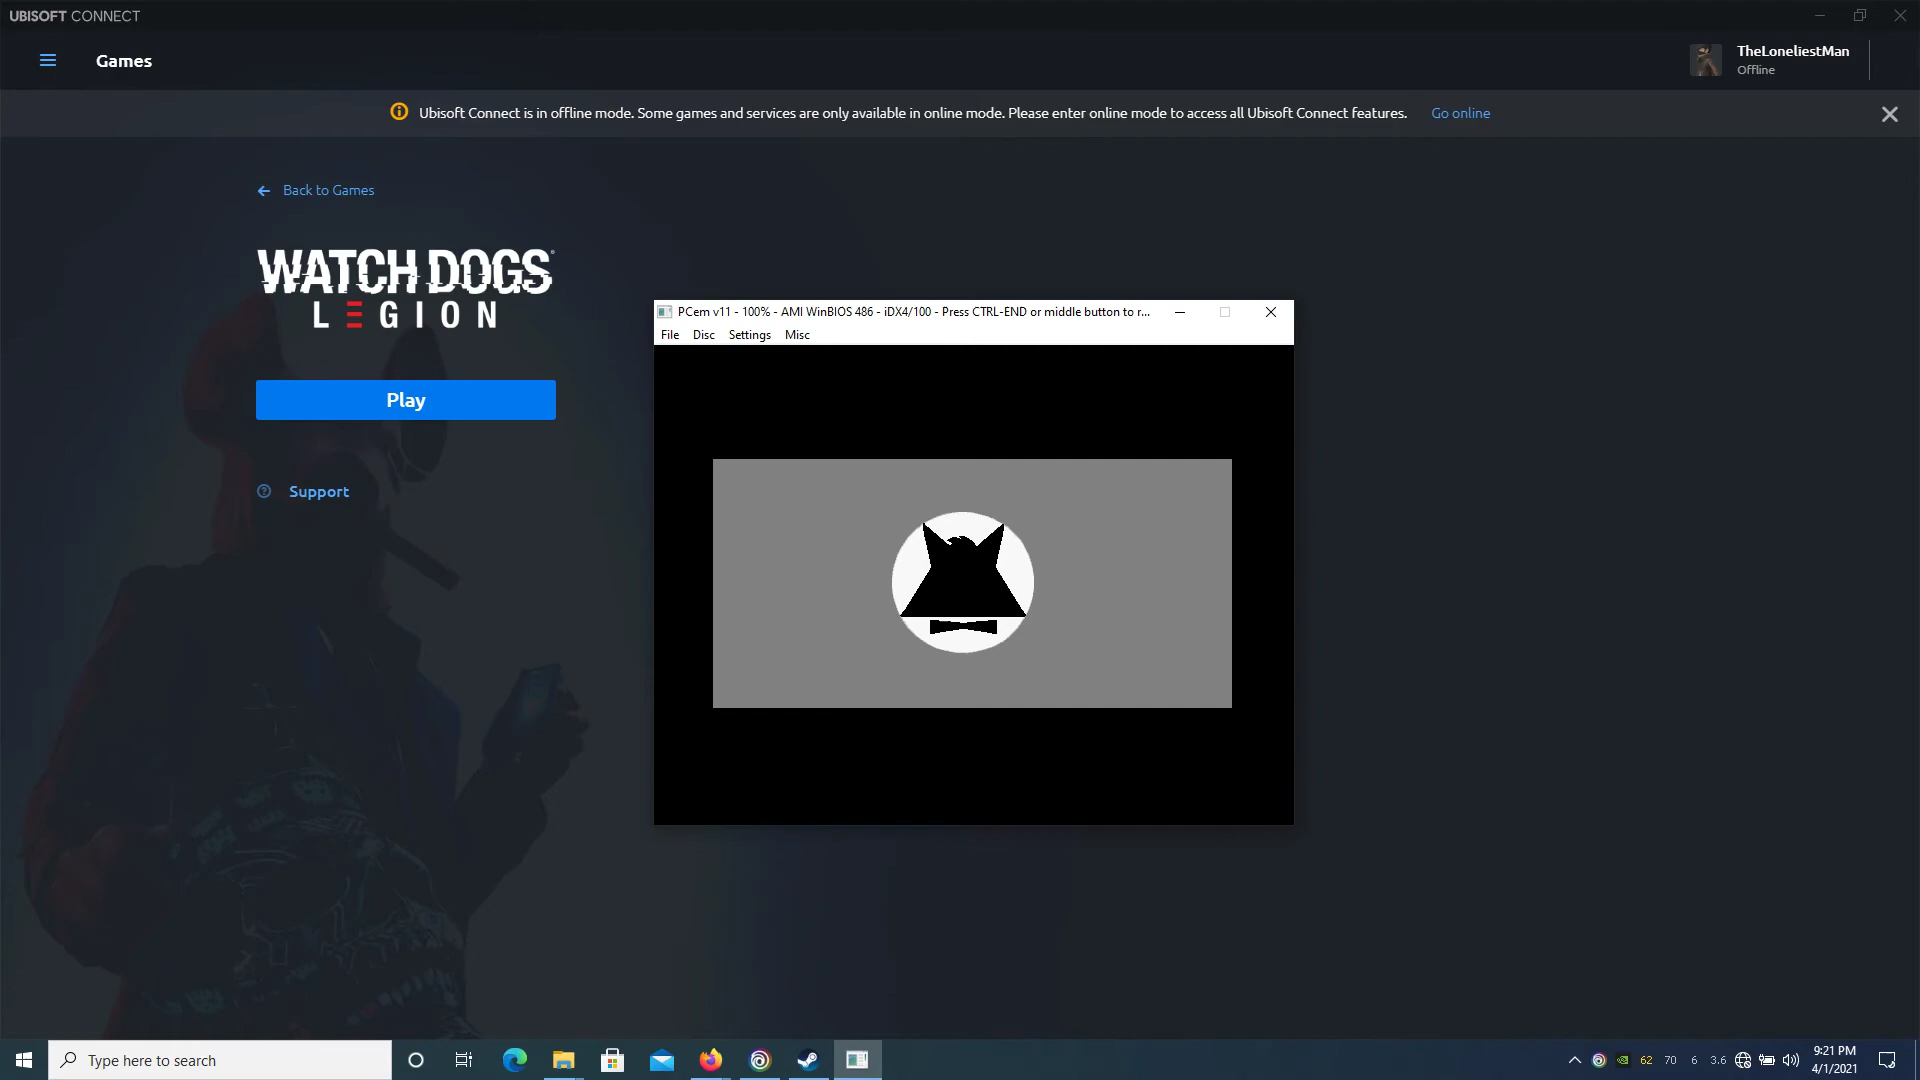 UBISOFT CONNECT
Games
TheLoneliestMan
Offline
Ubisoft Connect is in offline mode. Some games and services are only available in online mode. Please enter online mode to access all Ubisoft Connect features. Go online
Back to Games
WATCH DOGS
LEGION
Play
Support
PCem v11 - 100% - AMI WinBIOS 486 - iDX4/100 - Press CTRL-END or middle button to r...
File Disc Settings Misc
Type here to search
62 70 6 3.6
9:21 PM
4/1/2021